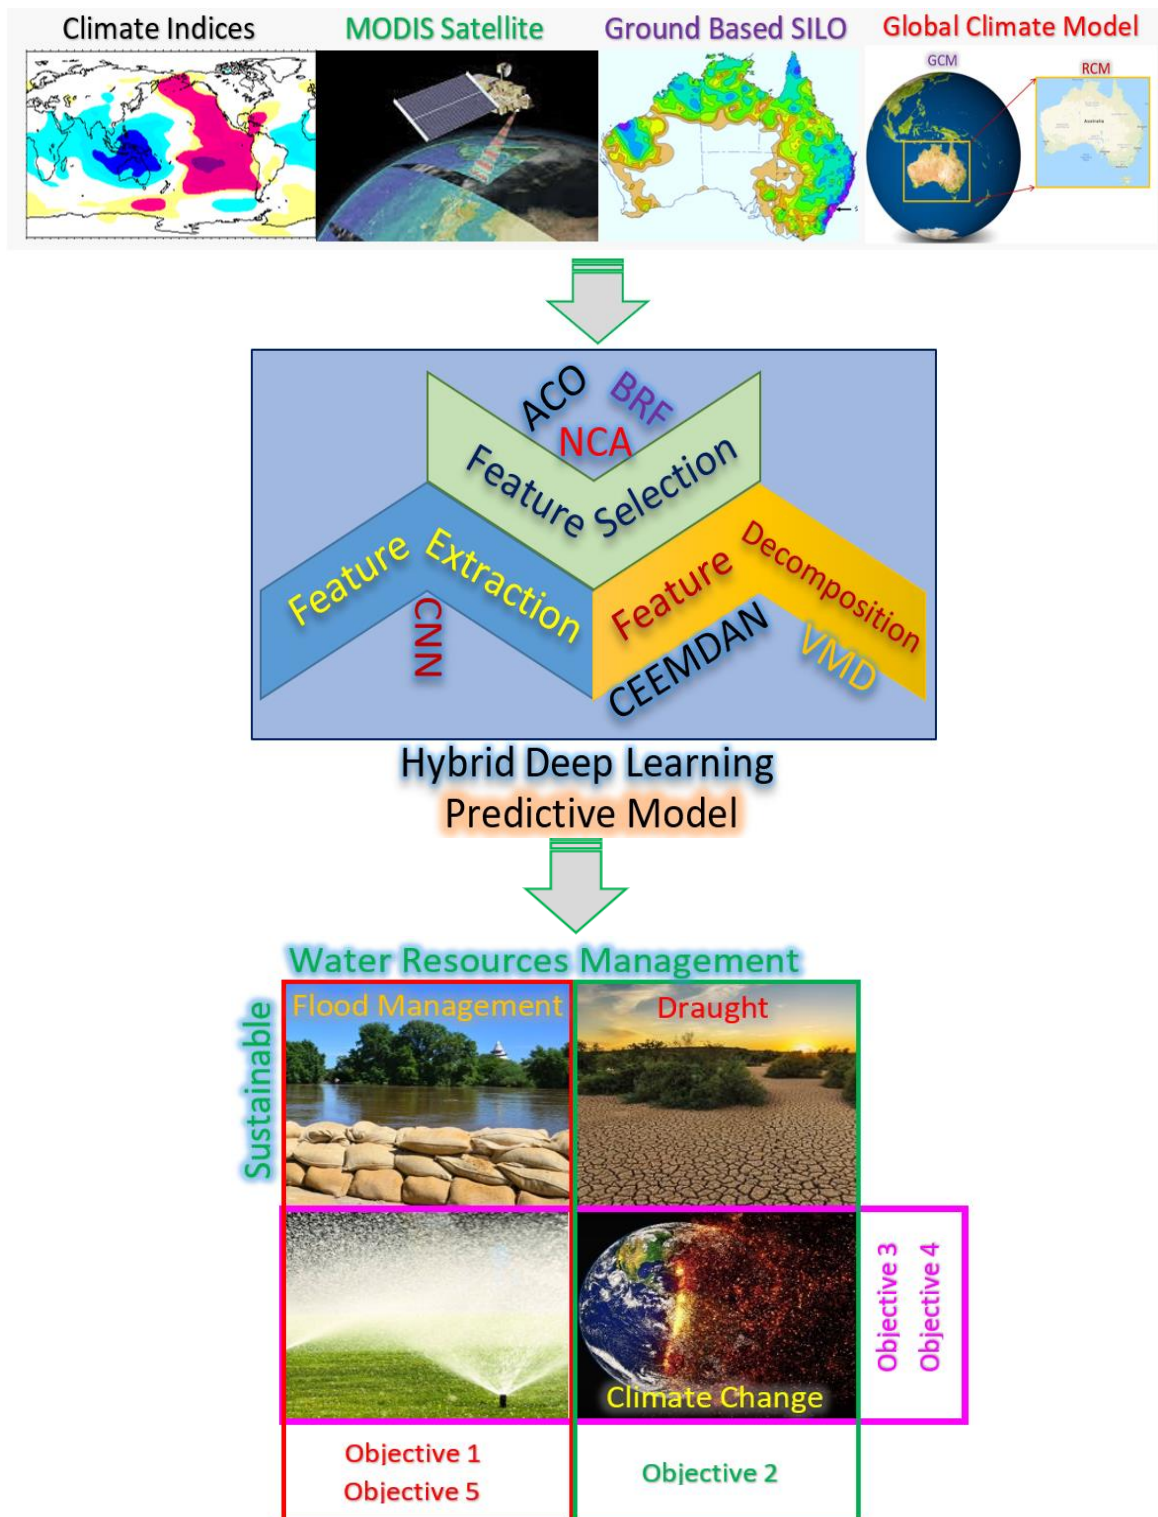 Climate Indices
MODIS Satellite
Ground Based SILO
Global Climate Model
GCM
RCM
Australia
S
ACO
BRF
NCA
Feature Selection
Feature Extraction
CNN
Feature Decomposition
CEEMDAN
VMD
Hybrid Deep Learning
Predictive Model
Water Resources Management
Sustainable
Flood Management
Draught
Climate Change
Objective 3
Objective 4
Objective 1
Objective 5
Objective 2